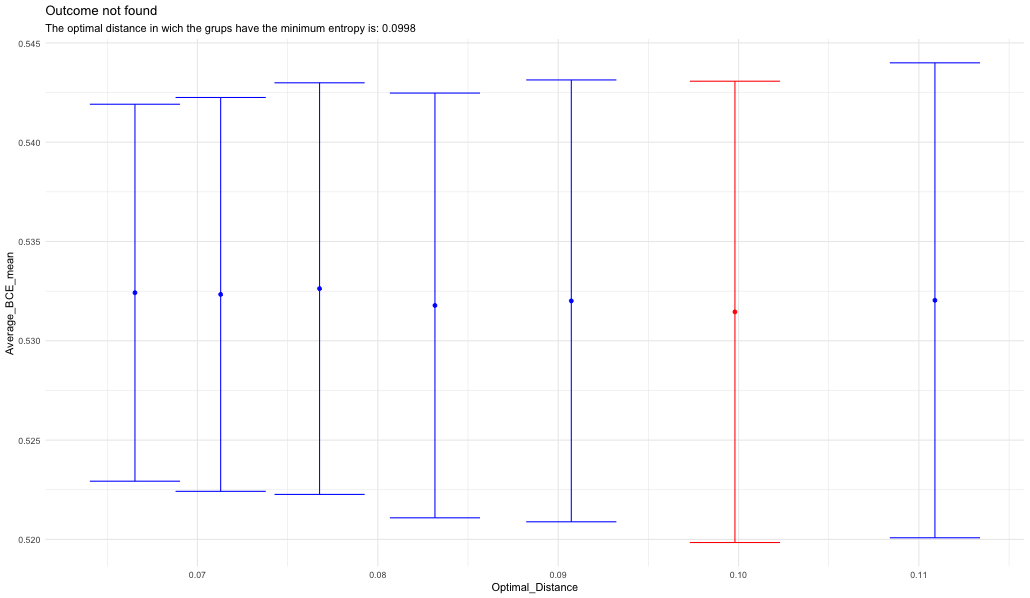 Outcome not found
The optimal distance in wich the grups have the minimum entropy is: 0.0998
0.545
0.540
0.535
0.530
0.525
0.520
Average_BCE_mean
0.07
0.08
0.09
0.10
0.11
Optimal_Distance